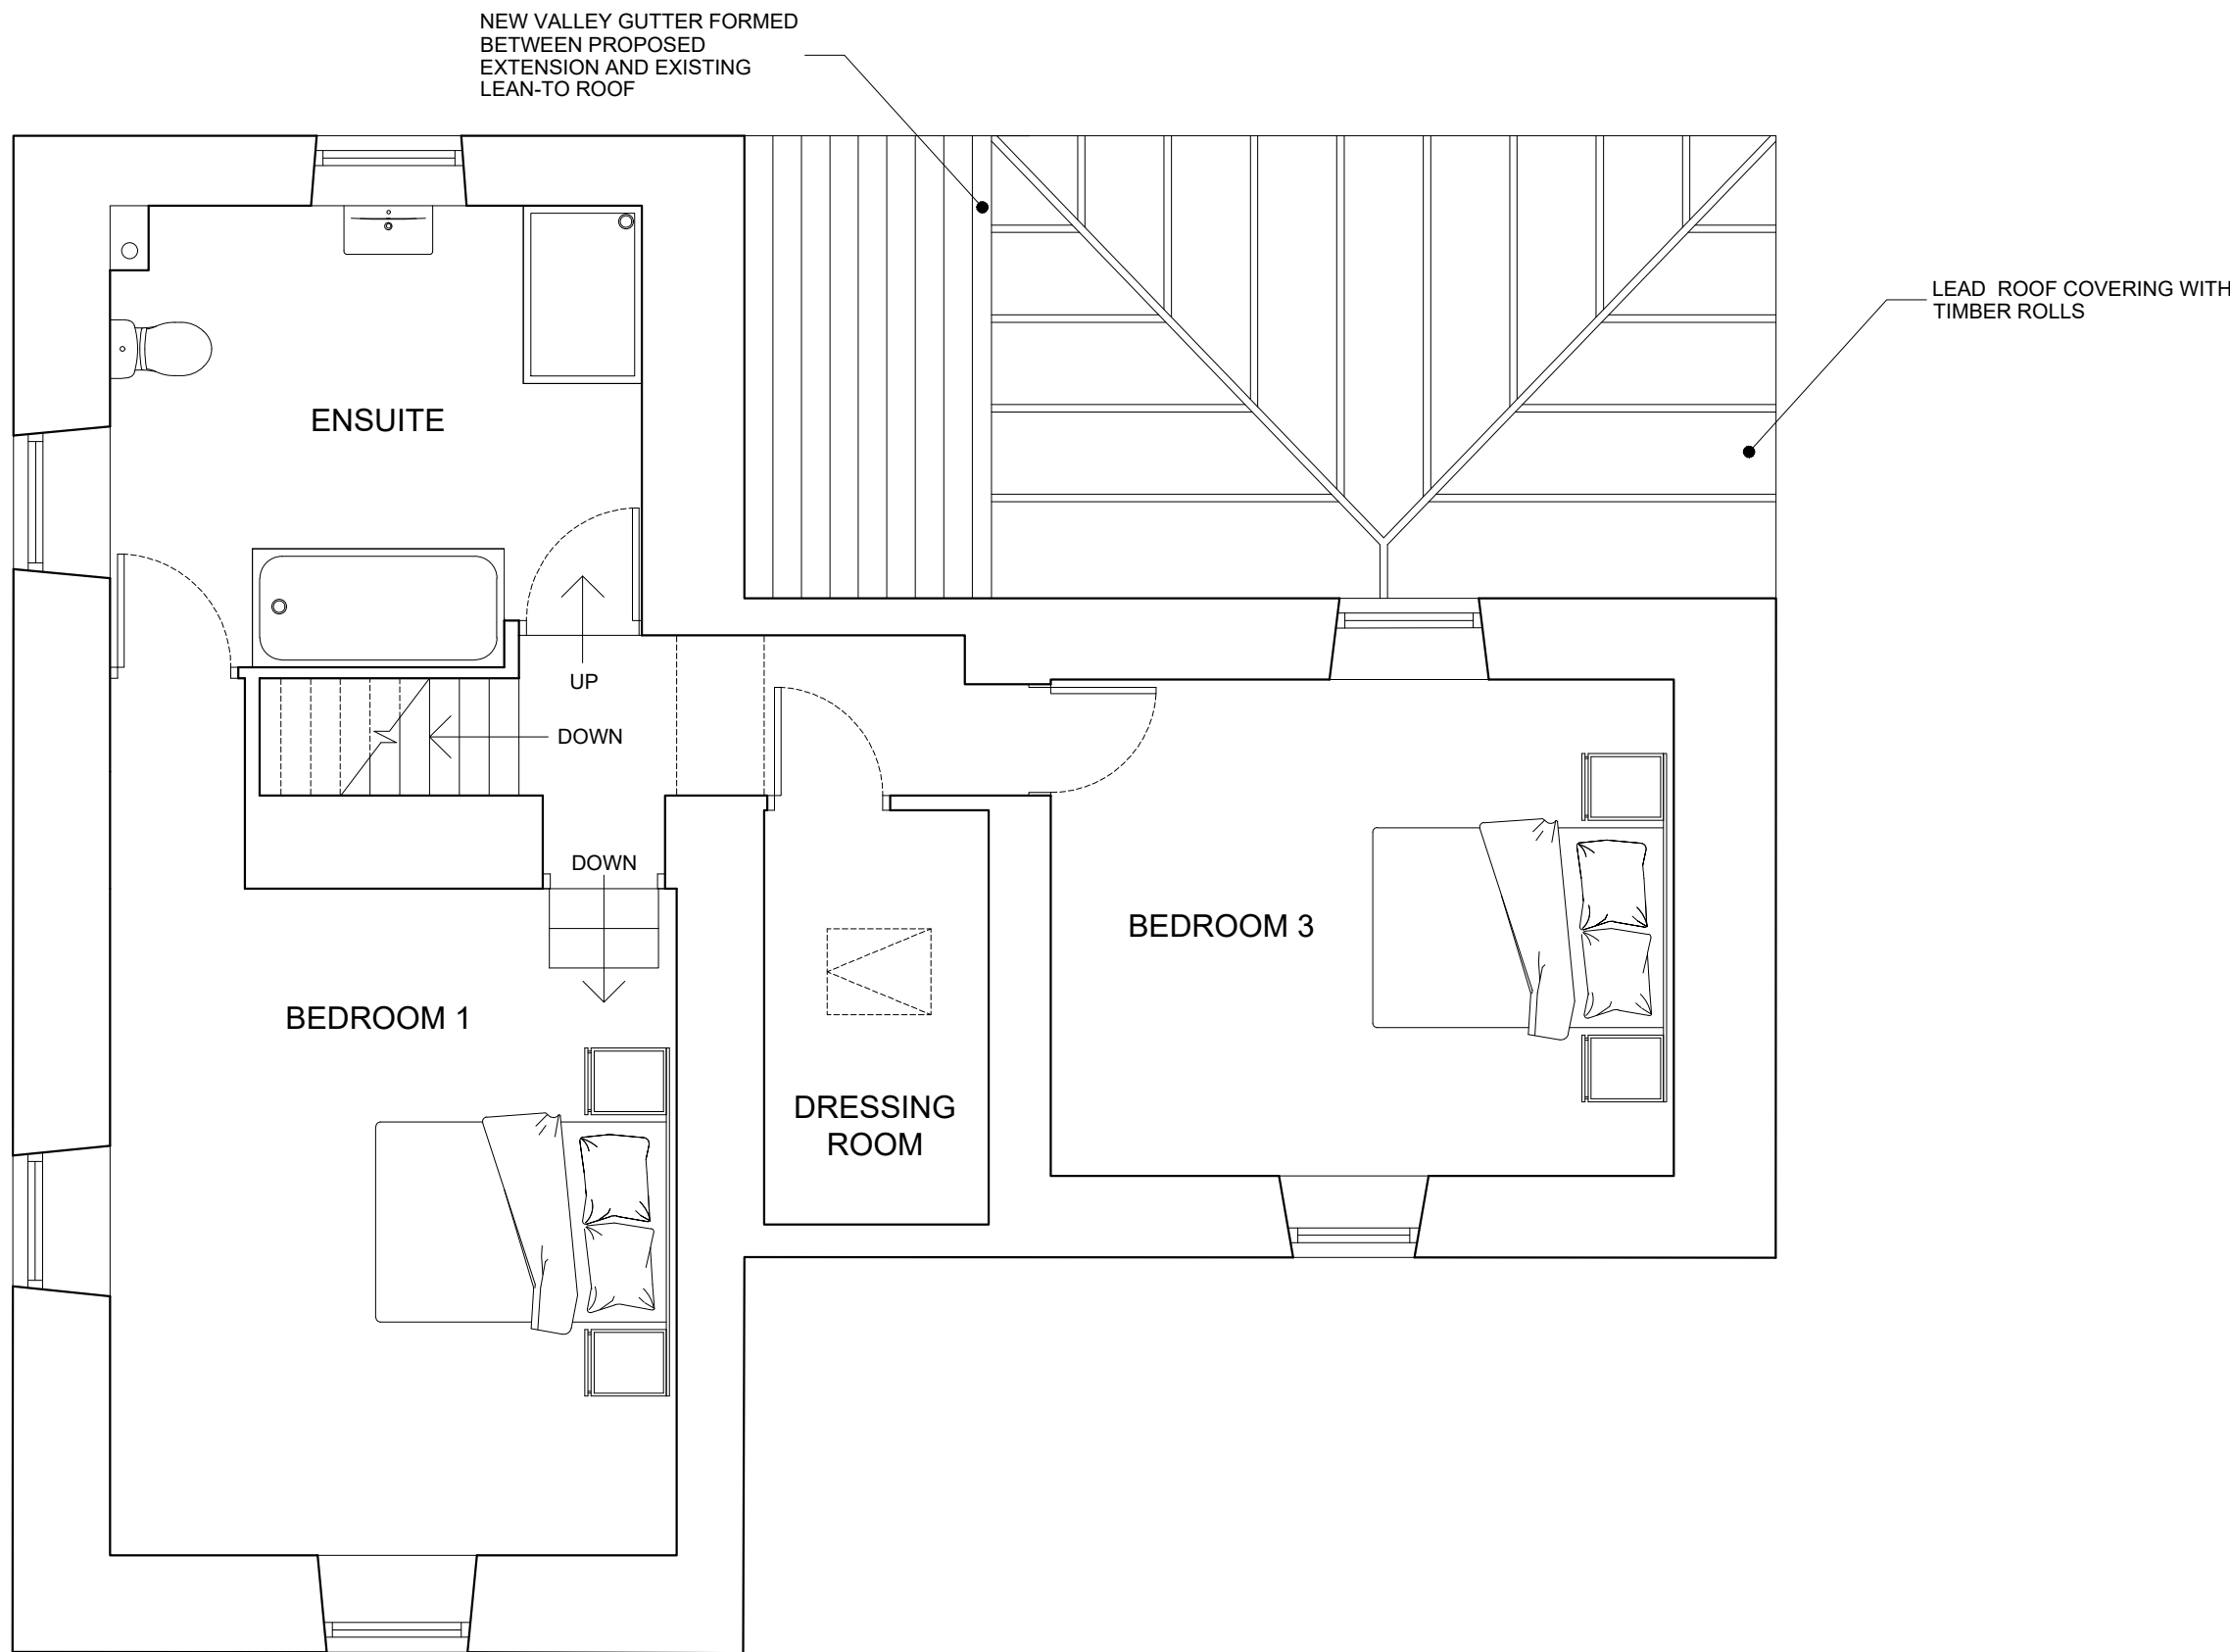 NEW VALLEY GUTTER FORMED
BETWEEN PROPOSED
EXTENSION AND EXISTING
LEAN-TO ROOF
LEAD ROOF COVERING WITH
TIMBER ROLLS
ENSUITE
UP
DOWN
DOWN
BEDROOM 3
BEDROOM 1
DRESSING
ROOM